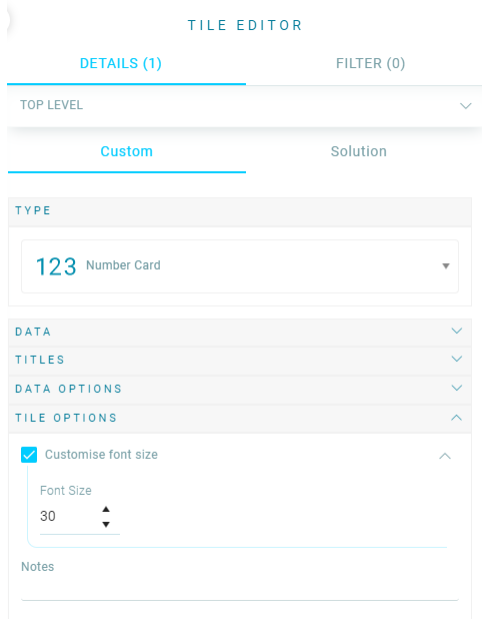 TILE EDITOR
DETAILS (1)
FILTER (0)
TOP LEVEL
Custom
Solution
TYPE
123 Number Card
DATA
TITLES
DATA OPTIONS
TILE OPTIONS
Customise font size
Font Size
30
Notes